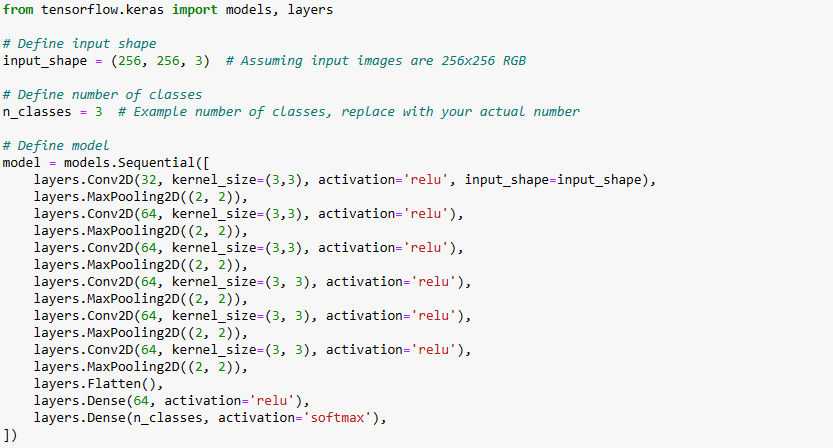 from tensorflow.keras import models, layers

# Define input shape
input_shape = (256, 256, 3)  # Assuming input images are 256x256 RGB

# Define number of classes
n_classes = 3  # Example number of classes, replace with your actual number

# Define model
model = models.Sequential([
    layers.Conv2D(32, kernel_size=(3,3), activation='relu', input_shape=input_shape),
    layers.MaxPooling2D((2, 2)),
    layers.Conv2D(64, kernel_size=(3,3), activation='relu'),
    layers.MaxPooling2D((2, 2)),
    layers.Conv2D(64, kernel_size=(3,3), activation='relu'),
    layers.MaxPooling2D((2, 2)),
    layers.Conv2D(64, kernel_size=(3, 3), activation='relu'),
    layers.MaxPooling2D((2, 2)),
    layers.Conv2D(64, kernel_size=(3, 3), activation='relu'),
    layers.MaxPooling2D((2, 2)),
    layers.Conv2D(64, kernel_size=(3, 3), activation='relu'),
    layers.MaxPooling2D((2, 2)),
    layers.Flatten(),
    layers.Dense(64, activation='relu'),
    layers.Dense(n_classes, activation='softmax'),
])